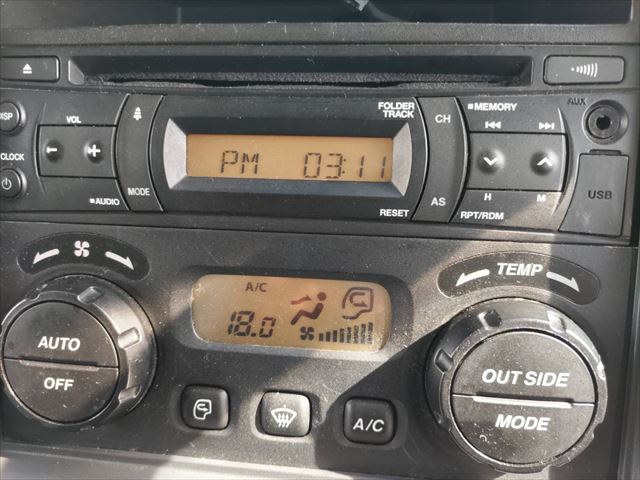 DISP
VOL
FOLDER
TRACK
CH
■MEMORY
AUX
CLOCK
PM 03:11
MODE
■AUDIO
RESET
AS
H M
RPT/RDM
USB
TEMP
A/C
18.0
AUTO
OFF
OUT SIDE
MODE
A/C